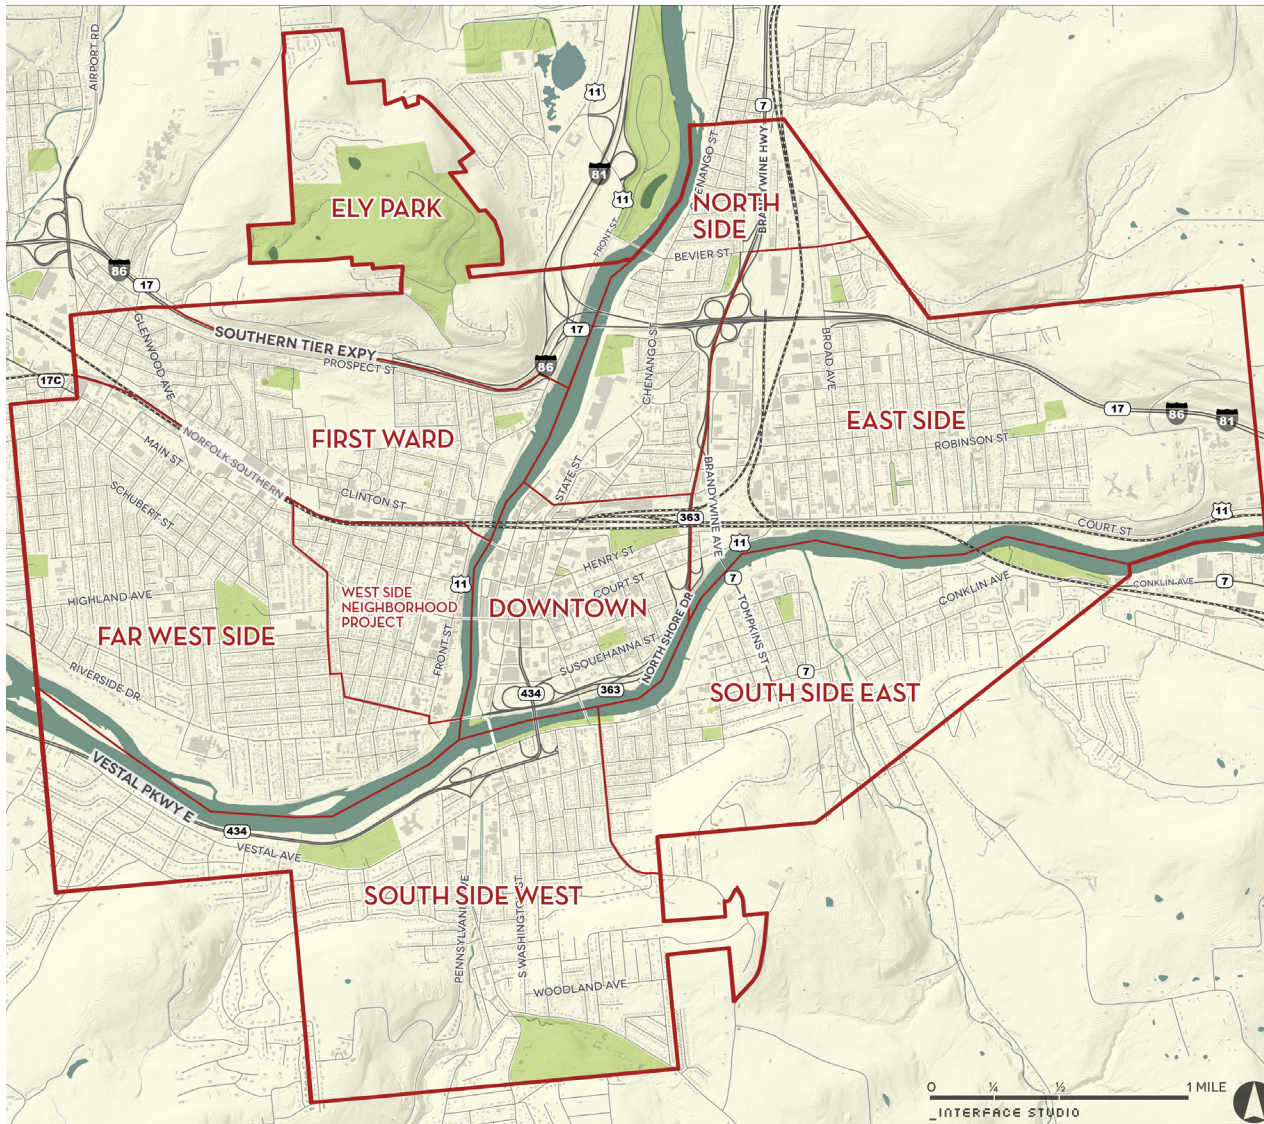 AIRPORT RD
11
7
81
11
CHENANGO ST
BRANDYWINE HWY
ELY PARK
NORTH
SIDE
FRONT ST
BEVIER ST
86
17
GLENWOOD AVE
SOUTHERN TIER EXPY
PROSPECT ST
17
86
CHENANGO ST
BROAD AVE
17C
17
86
81
EAST SIDE
ROBINSON ST
FIRST WARD
NORFOLK SOUTHERN
MAIN ST
SCHUBERT ST
CLINTON ST
STATE ST
BRANDYWINE AVE
363
11
COURT ST
11
HENRY ST
COURT ST
7
CONKLIN AVE
CONKLIN AVE
7
HIGHLAND AVE
WEST SIDE
NEIGHBORHOOD
PROJECT
11
DOWNTOWN
TOMPKINS ST
FAR WEST SIDE
FRONT ST
SUSQUEHANNA ST
NORTH SHORE DR
7
RIVERSIDE DR
434
363
SOUTH SIDE EAST
VESTAL PKWY E
434
VESTAL AVE
SOUTH SIDE WEST
PENNSYLVANIA AVE
S WASHINGTON ST
WOODLAND AVE
0 ¼ ½ 1 MILE
_INTERFACE STUDIO